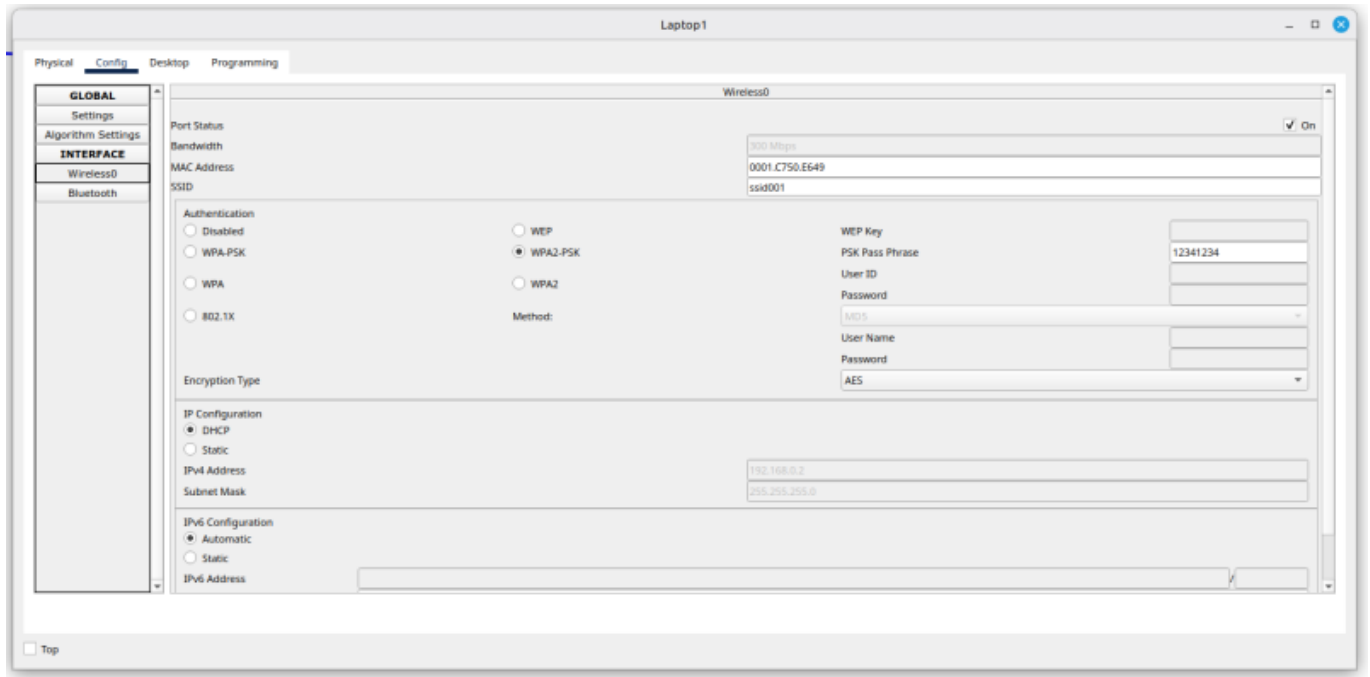 Laptop1
Physical Config Desktop Programming
GLOBAL
Settings
Algorithm Settings
INTERFACE
Wireless0
Bluetooth
Wireless0
Port Status On
Bandwidth 300 Mbps
MAC Address 0001.C750.E649
SSID ssid001
Authentication
Disabled WEP WEP Key
WPA-PSK WPA2-PSK PSK Pass Phrase 12341234
User ID
WPA WPA2
Password
802.1X Method: MD5
User Name
Password
Encryption Type AES
IP Configuration
DHCP
Static
IPv4 Address 192.168.0.2
Subnet Mask 255.255.255.0
IPv6 Configuration
Automatic
Static
IPv6 Address /
Top